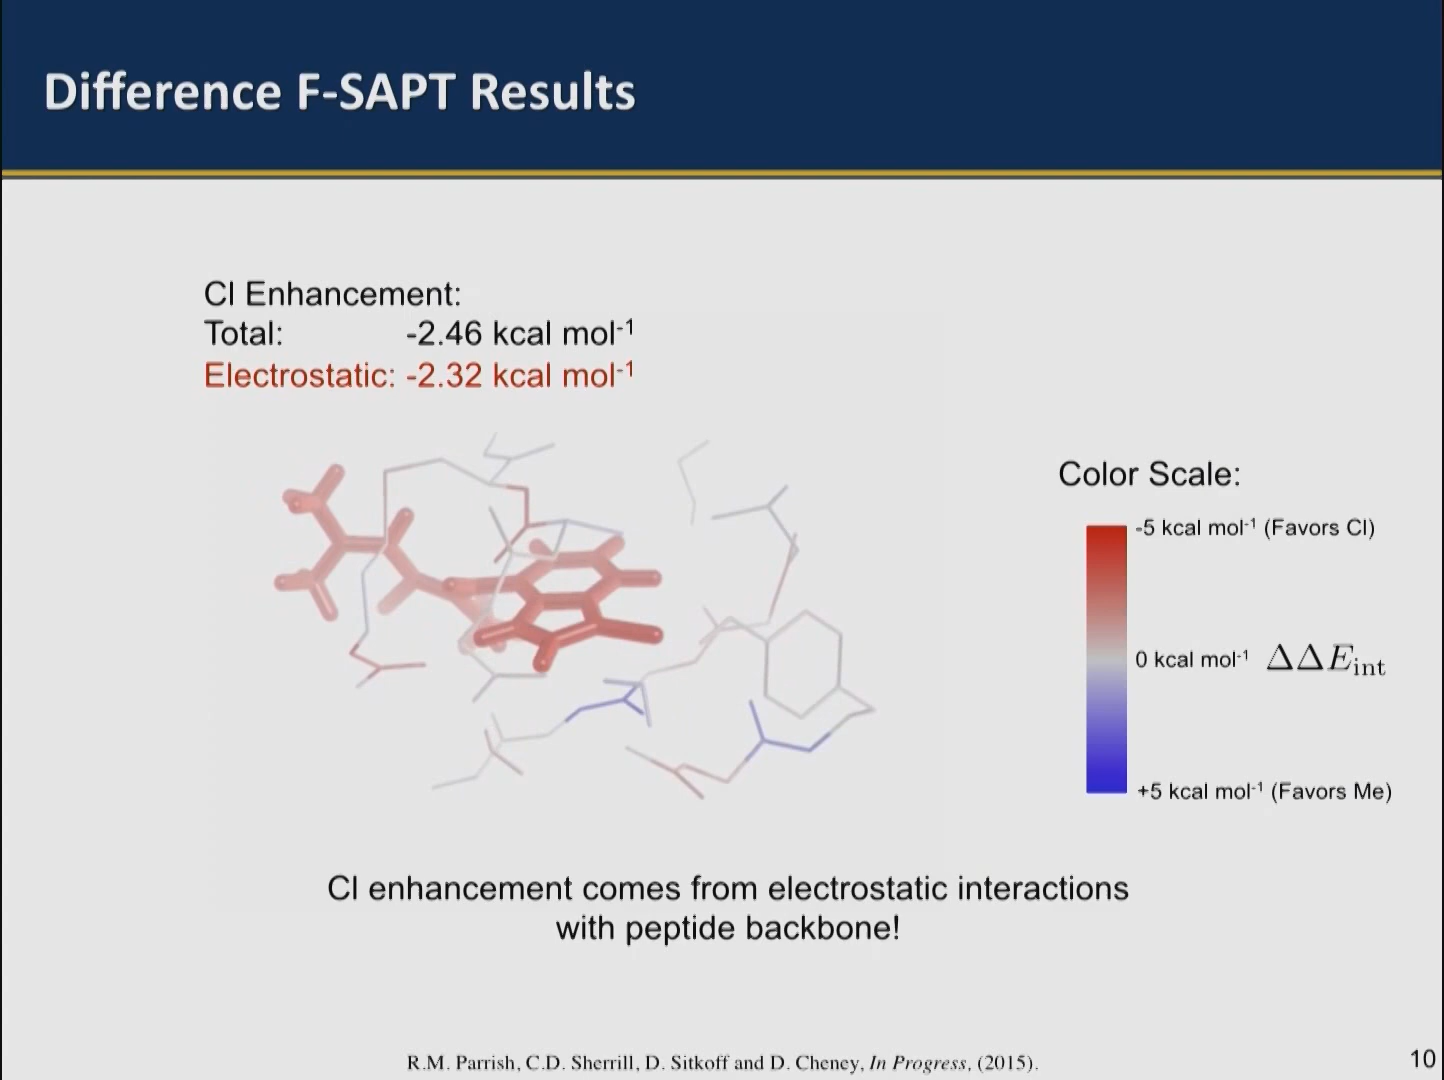 Difference F-SAPT Results
Cl Enhancement:
Total: -2.46 kcal mol⁻¹
Electrostatic: -2.32 kcal mol⁻¹
Color Scale:
-5 kcal mol⁻¹ (Favors Cl)
0 kcal mol⁻¹ ΔΔE_int
+5 kcal mol⁻¹ (Favors Me)
Cl enhancement comes from electrostatic interactions
with peptide backbone!
R.M. Parrish, C.D. Sherrill, D. Sitkoff and D. Cheney, In Progress, (2015).
10